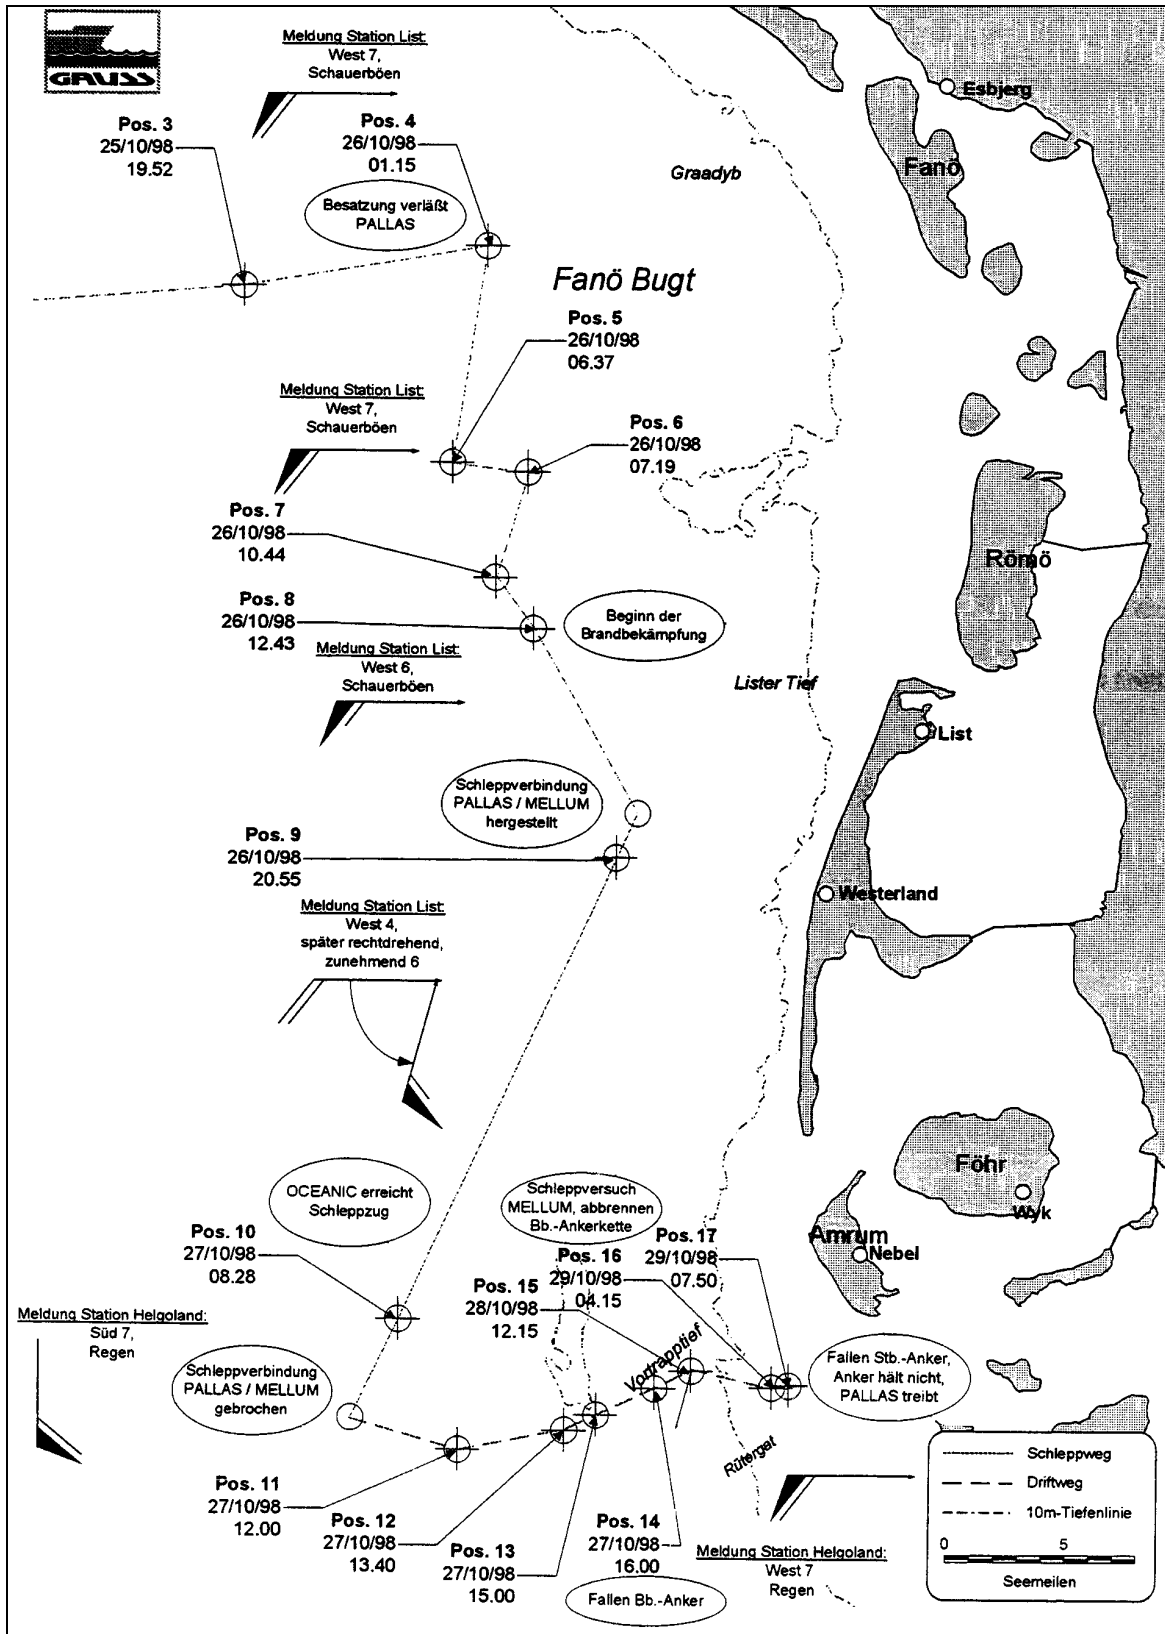 GAUSS
Meldung Station List:
West 7,
Schauerböen
Pos. 3
25/10/98
19.52
Pos. 4
26/10/98
01.15
Besatzung verläßt
PALLAS
Graadyb
Esbjerg
Fanö
Fanö Bugt
Pos. 5
26/10/98
06.37
Meldung Station List:
West 7,
Schauerböen
Pos. 6
26/10/98
07.19
Pos. 7
26/10/98
10.44
Römö
Pos. 8
26/10/98
12.43
Beginn der
Brandbekämpfung
Meldung Station List:
West 6,
Schauerböen
Lister Tief
List
Schleppverbindung
PALLAS / MELLUM
hergestellt
Pos. 9
26/10/98
20.55
Westerland
Meldung Station List:
West 4,
später rechtdrehend,
zunehmend 6
OCEANIC erreicht
Schleppzug
Schleppversuch
MELLUM, abbrennen
Bb.-Ankerkette
Föhr
Wyk
Amrum
Nebel
Pos. 10
27/10/98
08.28
Pos. 17
29/10/98
07.50
Pos. 16
29/10/98
04.15
Pos. 15
28/10/98
12.15
Meldung Station Helgoland:
Süd 7,
Regen
Schleppverbindung
PALLAS / MELLUM
gebrochen
Vortrapptief
Fallen Stb.-Anker,
Anker hält nicht,
PALLAS treibt
Rütergat
Pos. 11
27/10/98
12.00
Pos. 12
27/10/98
13.40
Pos. 13
27/10/98
15.00
Pos. 14
27/10/98
16.00
Fallen Bb.-Anker
Meldung Station Helgoland:
West 7
Regen
Schleppweg
Driftweg
10m-Tiefenlinie
0 5
Seemeilen